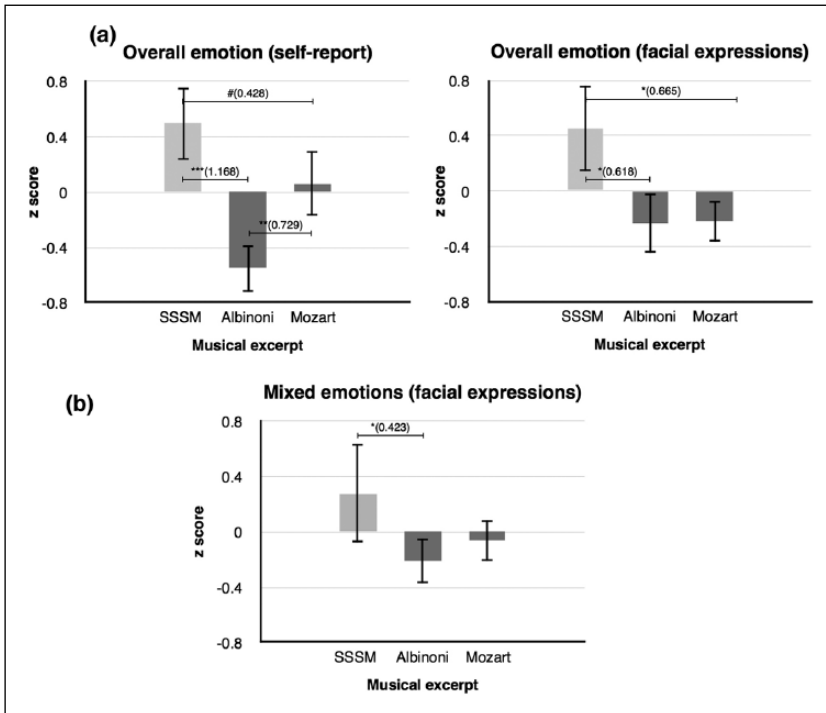 (a)
Overall emotion (self-report)
0.8
0.4
0
-0.4
-0.8
z score
#(0.428)
***(1.168)
**(0.729)
SSSM Albinoni Mozart
Musical excerpt
Overall emotion (facial expressions)
0.8
0.4
0
-0.4
-0.8
z score
*(0.665)
*(0.618)
SSSM Albinoni Mozart
Musical excerpt
(b)
Mixed emotions (facial expressions)
0.8
0.4
0
-0.4
-0.8
z score
*(0.423)
SSSM Albinoni Mozart
Musical excerpt